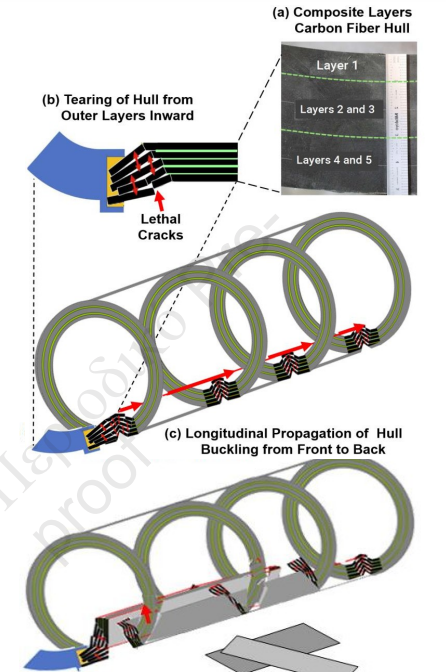 (a) Composite Layers
Carbon Fiber Hull
Layer 1
Layers 2 and 3
Layers 4 and 5
(b) Tearing of Hull from
Outer Layers Inward
Lethal
Cracks
(c) Longitudinal Propagation of Hull
Buckling from Front to Back
proof